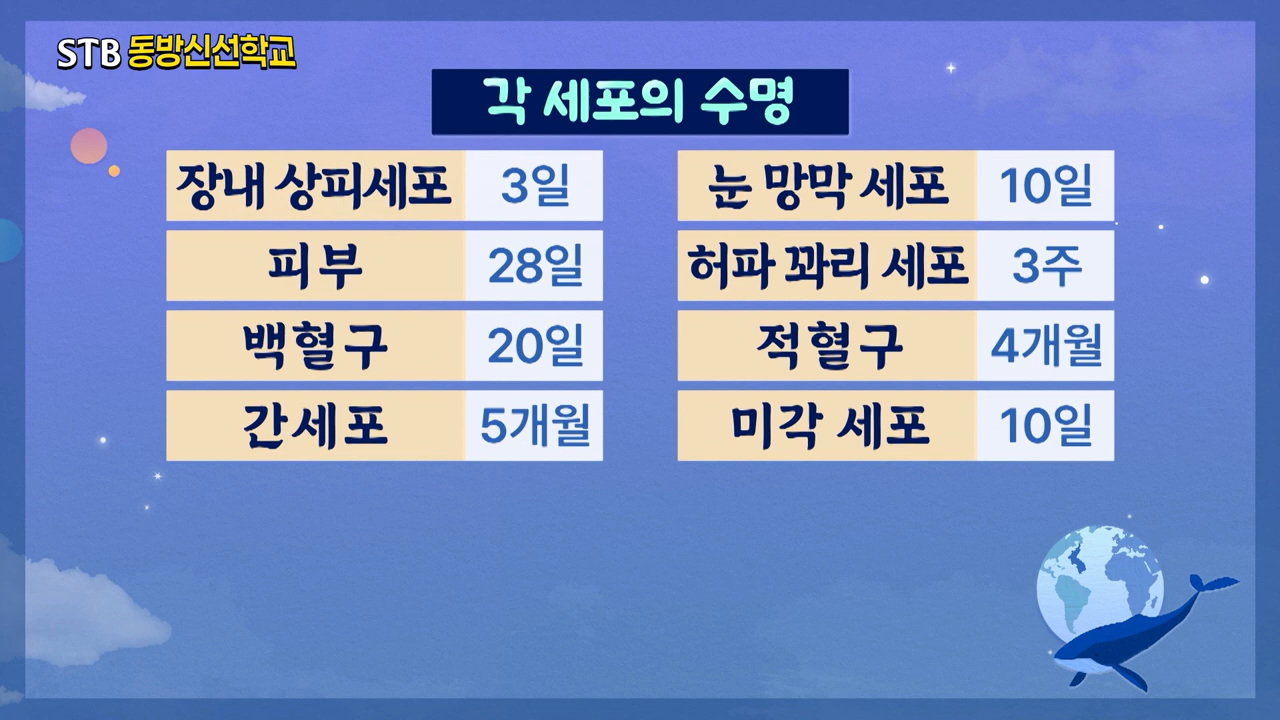 STB 동방신선학교
각 세포의 수명
장내 상피세포 3일
눈 망막 세포 10일
피부 28일
허파 꽈리 세포 3주
백혈구 20일
적혈구 4개월
간세포 5개월
미각 세포 10일